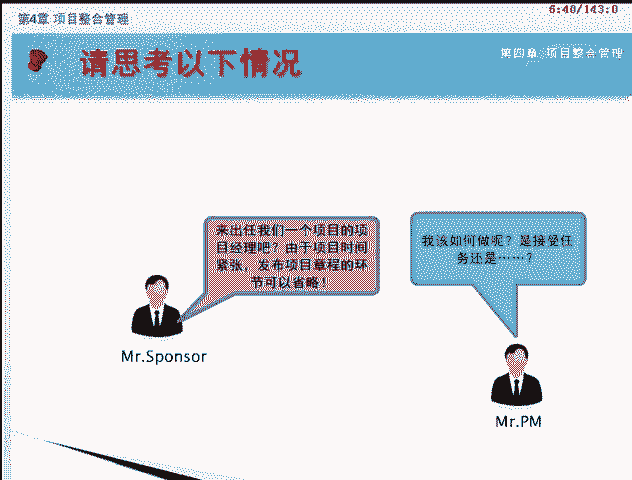 第4章 项目整合管理
6:40/143:0
请思考以下情况
第四章 项目整合管理
来出任我们一个项目的项
目经理吧？由于项目时间
紧张，发布项目章程的环
节可以省略！
我该如何做呢？是接受任
务还是……？
Mr.Sponsor
Mr.PM